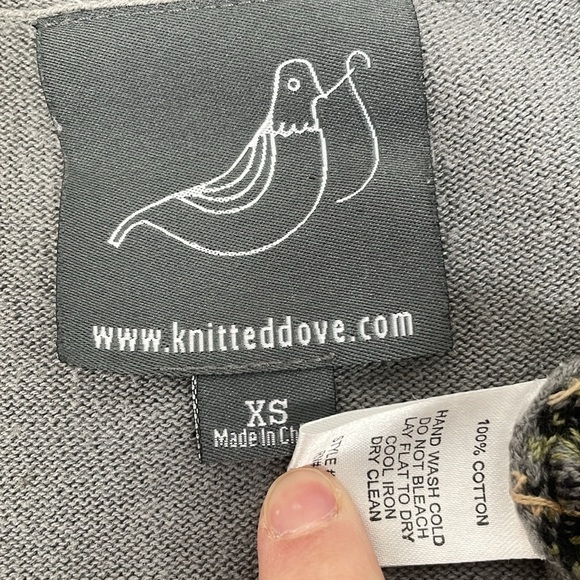 www.knitteddove.com
XS
Made In
100% COTTON
HAND WASH COLD
DO NOT BLEACH
LAY FLAT TO DRY
COOL IRON
DRY CLEAN
STYLE